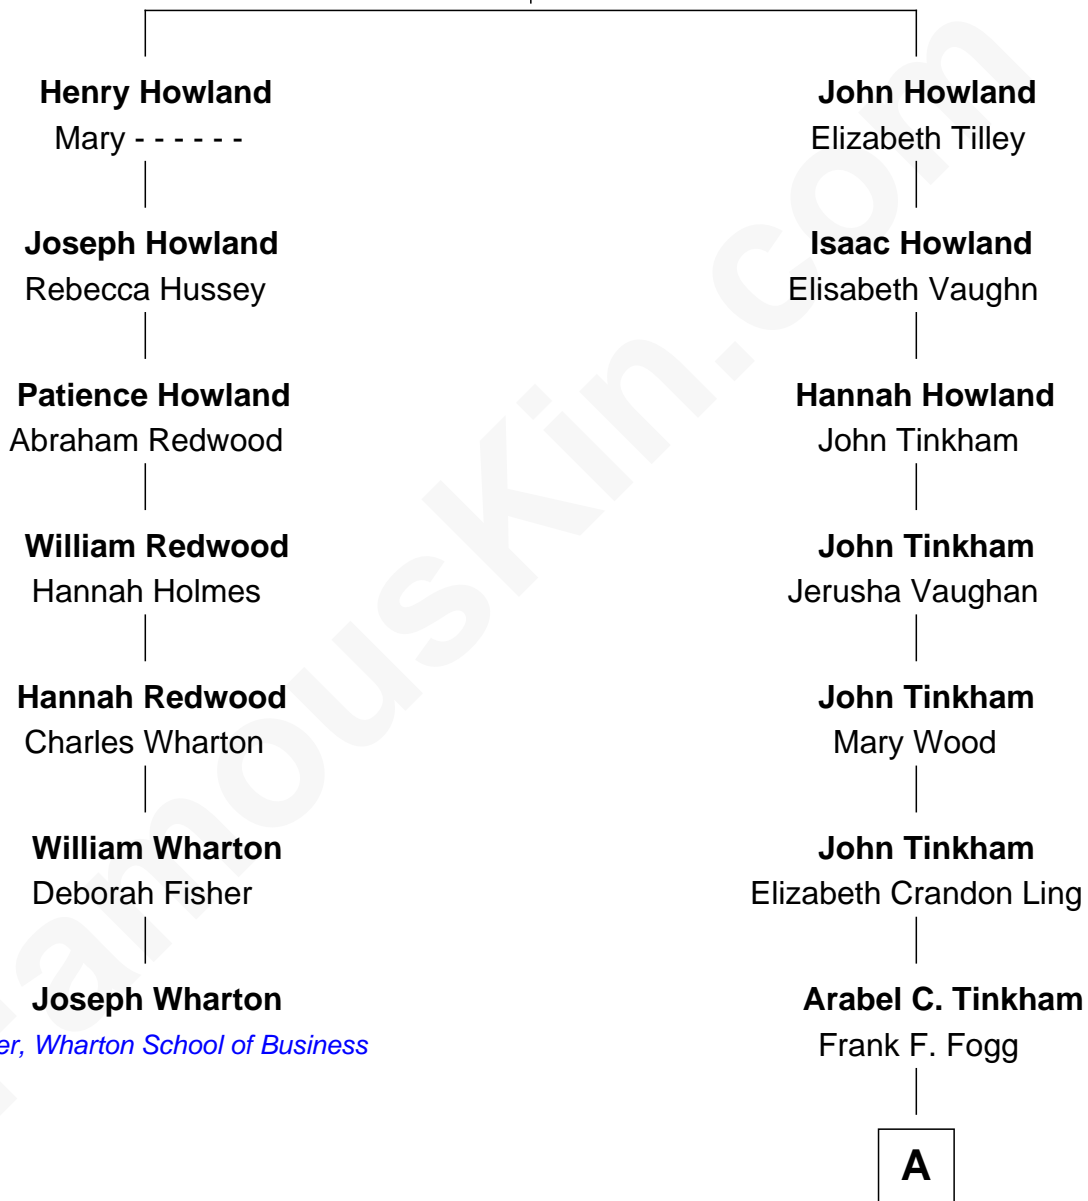 Henry Howland
Mary - - - - - -
John Howland
Elizabeth Tilley
Joseph Howland
Rebecca Hussey
Isaac Howland
Elisabeth Vaughn
Patience Howland
Abraham Redwood
Hannah Howland
John Tinkham
William Redwood
Hannah Holmes
John Tinkham
Jerusha Vaughan
Hannah Redwood
Charles Wharton
John Tinkham
Mary Wood
William Wharton
Deborah Fisher
John Tinkham
Elizabeth Crandon Ling
Joseph Wharton
er, Wharton School of Business
Arabel C. Tinkham
Frank F. Fogg
A
FamousKin.com